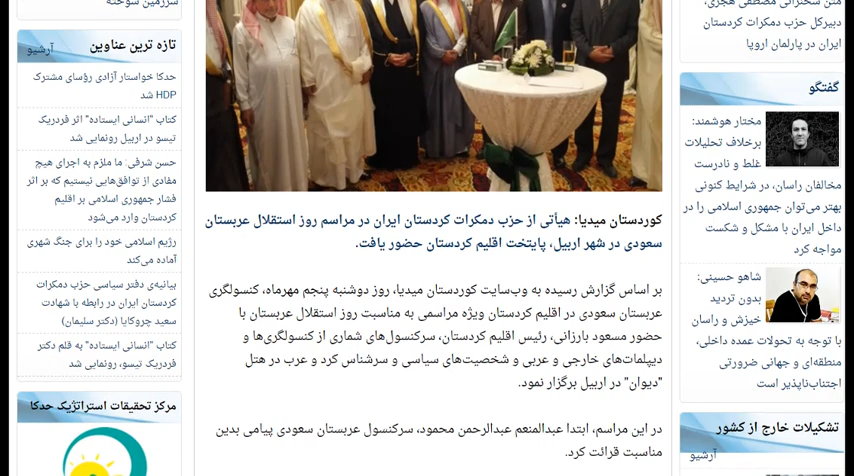 متن سخنرانی مصطفی هجری،
دبیرکل حزب دمکرات کردستان
ایران در پارلمان اروپا
گفتگو
مختار هوشمند:
برخلاف تحلیلات
غلط و نادرست
مخالفان راسان، در شرایط کنونی
بهتر می‌توان جمهوری اسلامی را در
داخل ایران با مشکل و شکست
مواجه کرد
شاهو حسینی:
بدون تردید
خیزش و راسان
با توجه به تحولات عمده داخلی،
منطقه‌ای و جهانی ضرورتی
اجتناب‌ناپذیر است
تشکیلات خارج از کشور
آرشیو
کوردستان میدیا: هیأتی از حزب دمکرات کردستان ایران در مراسم روز استقلال عربستان
سعودی در شهر اربیل، پایتخت اقلیم کردستان حضور یافت.
بر اساس گزارش رسیده به وب‌سایت کوردستان میدیا، روز دوشنبه پنجم مهرماه، کنسولگری
عربستان سعودی در اقلیم کردستان ویژه مراسمی به مناسبت روز استقلال عربستان با
حضور مسعود بارزانی، رئیس اقلیم کردستان، سرکنسول‌های شماری از کنسولگری‌ها و
دیپلمات‌های خارجی و عربی و شخصیت‌های سیاسی و سرشناس کرد و عرب در هتل
"دیوان" در اربیل برگزار نمود.
در این مراسم، ابتدا عبدالمنعم عبدالرحمن محمود، سرکنسول عربستان سعودی پیامی بدین
مناسبت قرائت کرد.
سرزمین سوخته
تازه ترین عناوین
آرشیو
حدکا خواستار آزادی رؤسای مشترک
HDP شد
کتاب "انسانی ایستاده" اثر فردریک
تیسو در اربیل رونمایی شد
حسن شرفی: ما ملزم به اجرای هیچ
مفادی از توافق‌هایی نیستیم که بر اثر
فشار جمهوری اسلامی بر اقلیم
کردستان وارد می‌شود
رژیم اسلامی خود را برای جنگ شهری
آماده می‌کند
بیانیه‌ی دفتر سیاسی حزب دمکرات
کردستان ایران در رابطه با شهادت
سعید چروکایا (دکتر سلیمان)
کتاب "انسانی ایستاده" به قلم دکتر
فردریک تیسو، رونمایی شد
مرکز تحقیقات استراتژیک حدکا